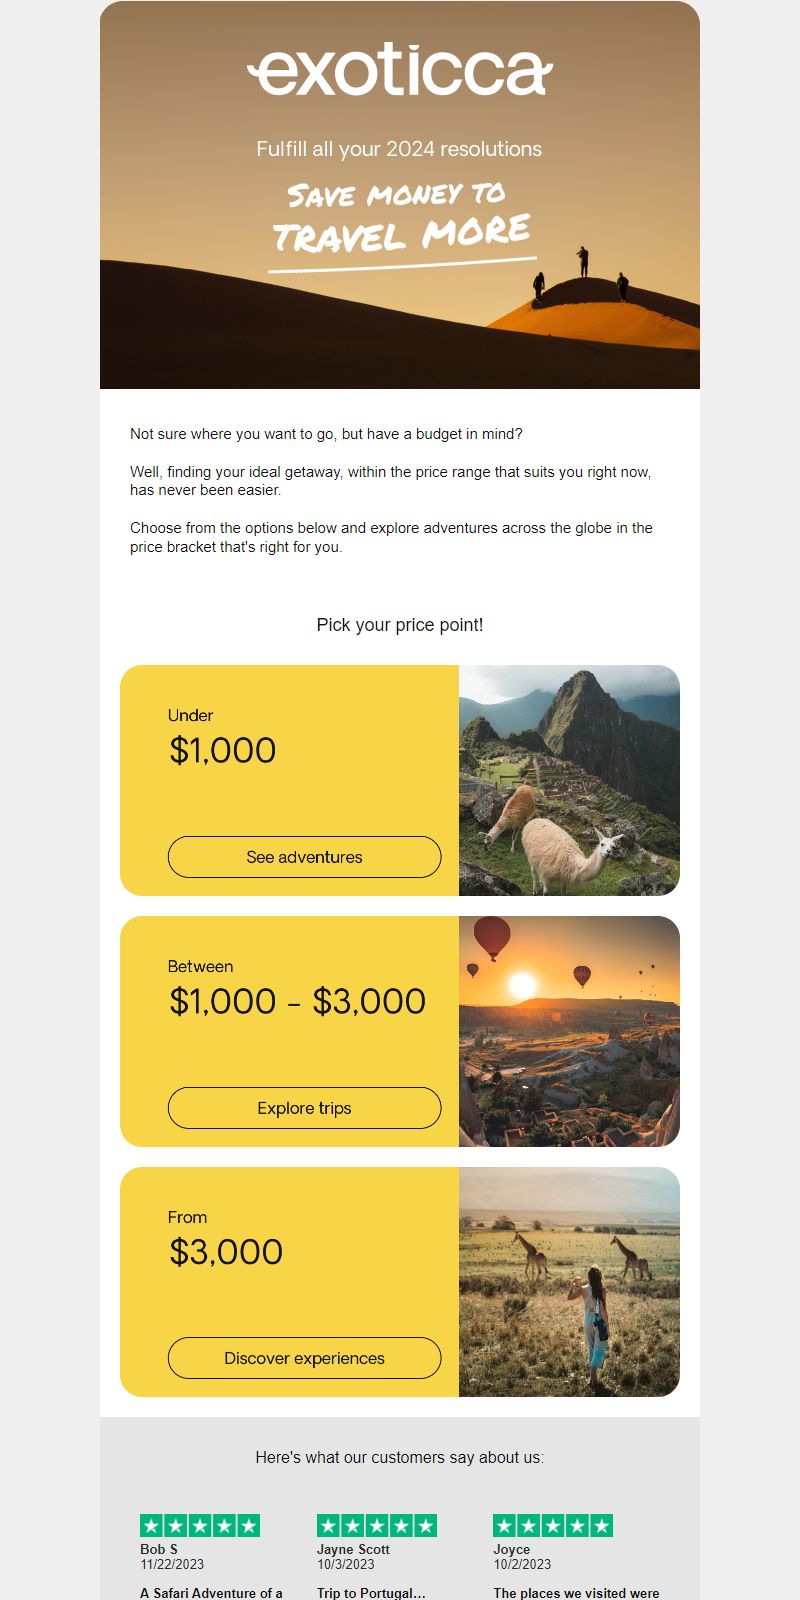 exoticca
Fulfill all your 2024 resolutions
SAVE MONEY TO
TRAVEL MORE
Not sure where you want to go, but have a budget in mind?
Well, finding your ideal getaway, within the price range that suits you right now,
has never been easier.
Choose from the options below and explore adventures across the globe in the
price bracket that's right for you.
Pick your price point!
Under
$1,000
See adventures
Between
$1,000 - $3,000
Explore trips
From
$3,000
Discover experiences
Here's what our customers say about us:
Bob S
11/22/2023
A Safari Adventure of a
Jayne Scott
10/3/2023
Trip to Portugal...
Joyce
10/2/2023
The places we visited were